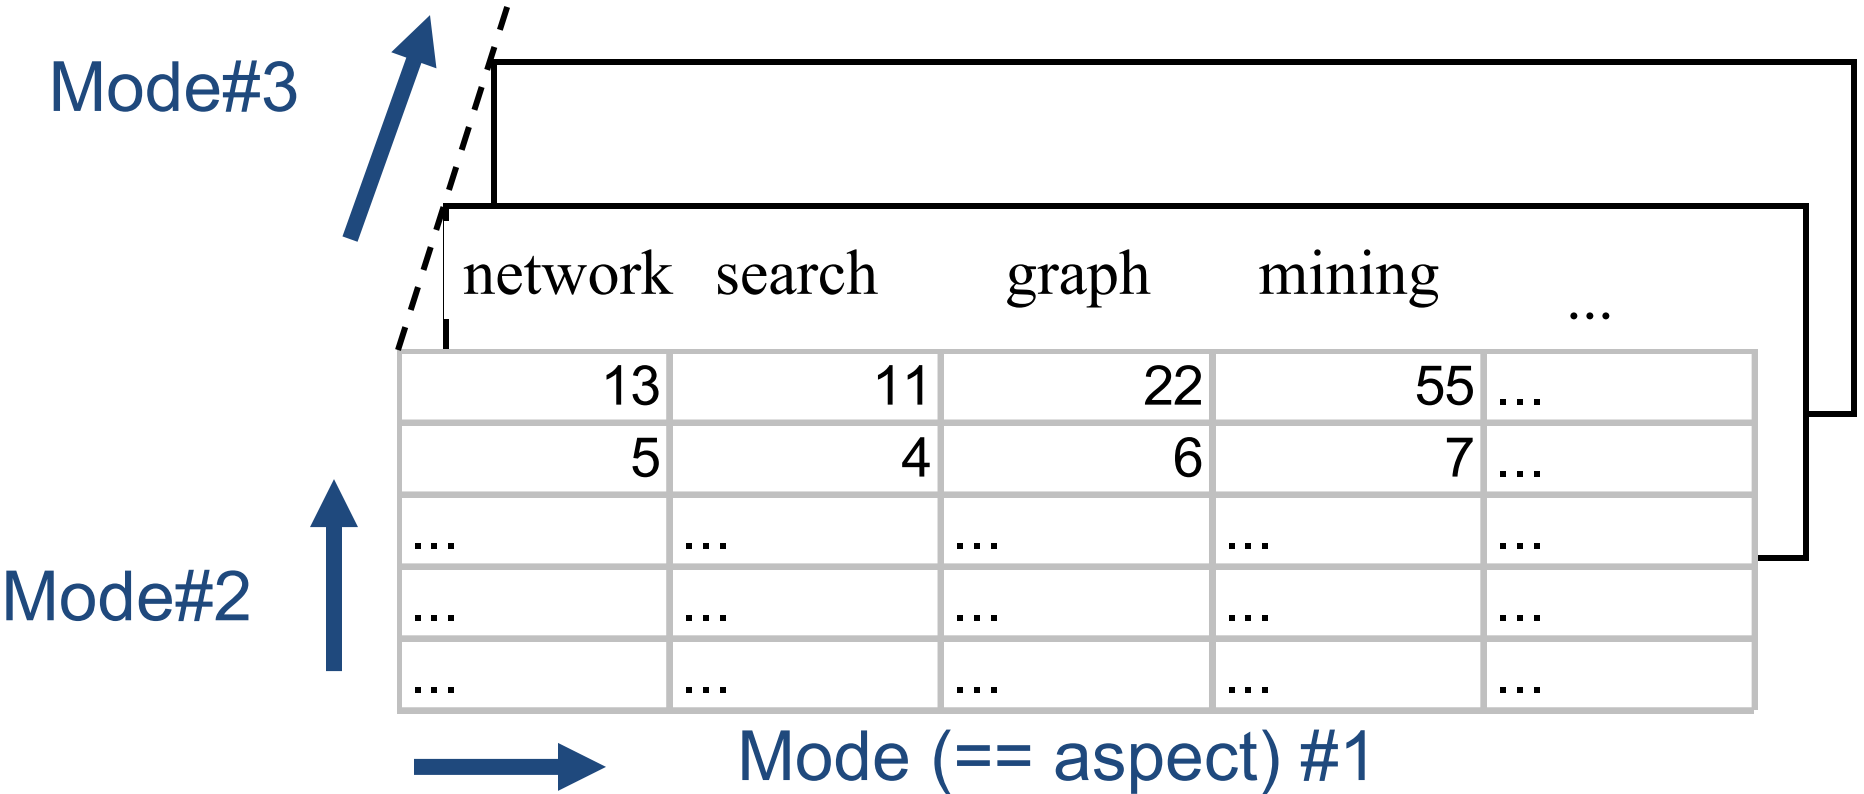 Mode#3
network search graph mining ...
13 11 22 55 ...
5 4 6 7 ...
... ... ... ... ...
Mode#2
... ... ... ... ...
... ... ... ... ...
Mode (== aspect) #1